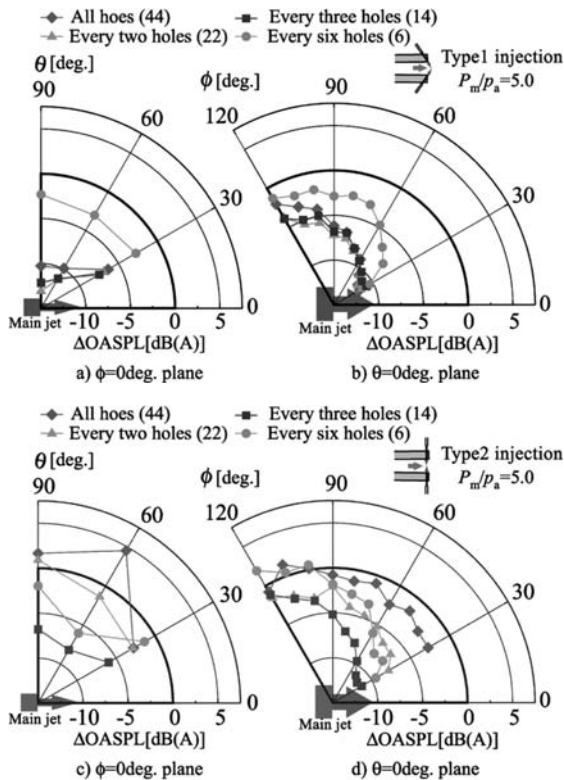 All hoes (44) Every three holes (14)
Every two holes (22) Every six holes (6)
θ [deg.]
90
60
30
0
Main jet
-10 -5 0 5
ΔOASPL[dB(A)]
a) ϕ=0deg. plane
Type1 injection
Pm/pa=5.0
ϕ [deg.]
120
90
60
30
0
Main jet
-10 -5 0 5
ΔOASPL[dB(A)]
b) θ=0deg. plane
All hoes (44) Every three holes (14)
Every two holes (22) Every six holes (6)
θ [deg.]
90
60
30
0
Main jet
-10 -5 0 5
ΔOASPL[dB(A)]
c) ϕ=0deg. plane
Type2 injection
Pm/pa=5.0
ϕ [deg.]
120
90
60
30
0
Main jet
-10 -5 0 5
ΔOASPL[dB(A)]
d) θ=0deg. plane